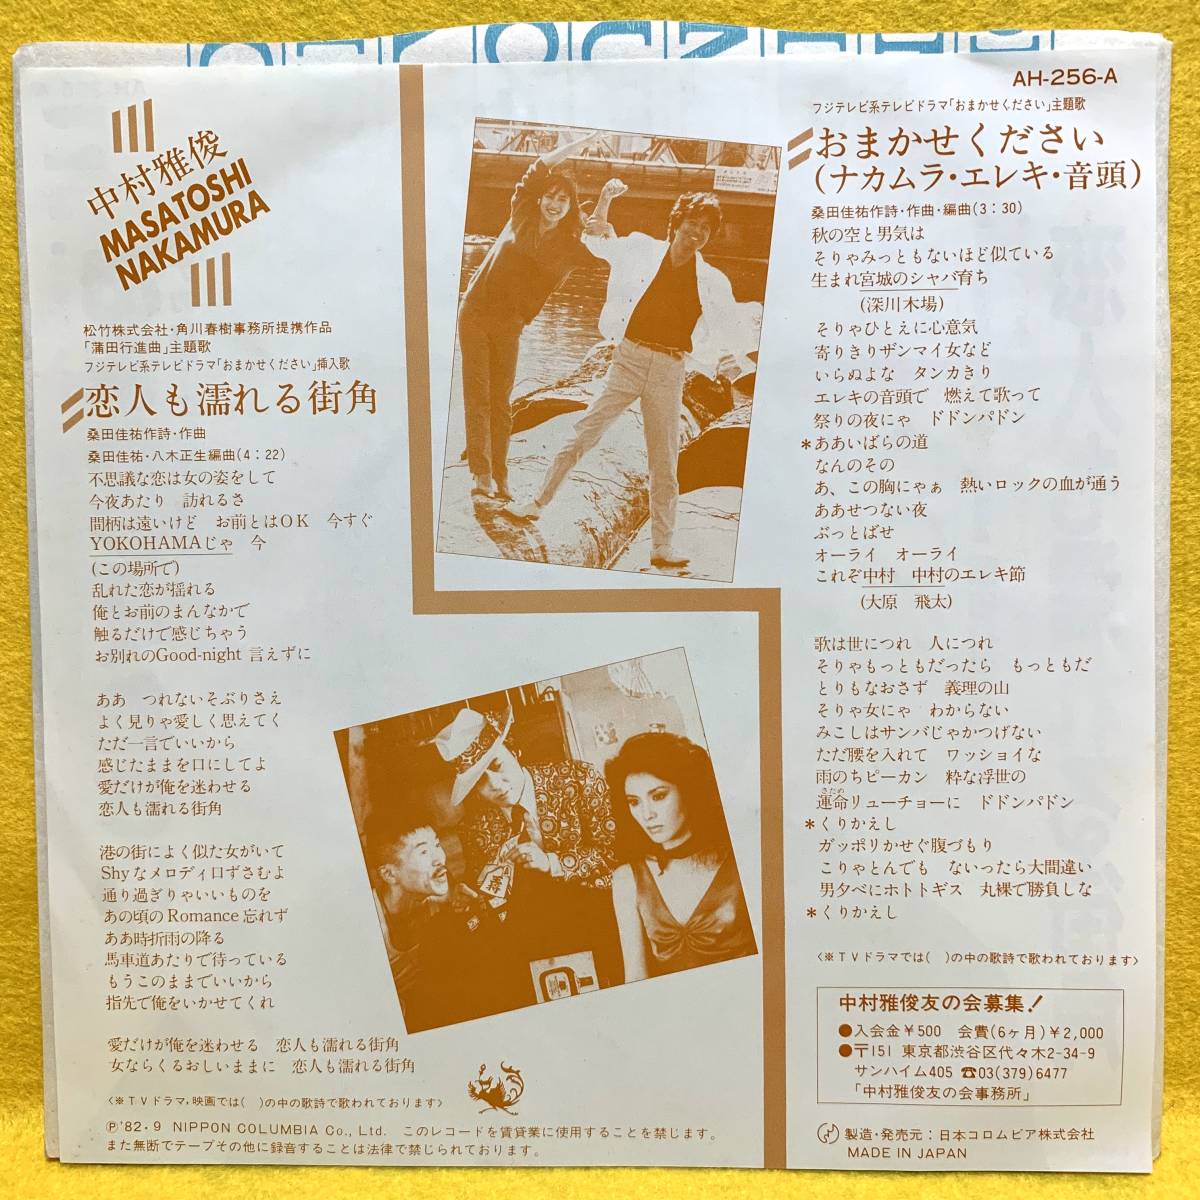 中村雅俊
MASATOSHI
NAKAMURA
松竹株式会社・角川春樹事務所提携作品
「蒲田行進曲」主題歌
フジテレビ系テレビドラマ「おまかせください」挿入歌
恋人も濡れる街角
桑田佳祐作詩・作曲
桑田佳祐・八木正生編曲(4：22)
不思議な恋は女の姿をして
今夜あたり　訪れるさ
間柄は遠いけど　お前とはOK　今すぐ
YOKOHAMAじゃ　今
(この場所で)
乱れた恋が揺れる
俺とお前のまんなかで
触るだけで感じちゃう
お別れのGood-night 言えずに
ああ　つれないそぶりさえ
よく見りゃ愛しく思えてく
ただ一言でいいから
感じたままを口にしてよ
愛だけが俺を迷わせる
恋人も濡れる街角
港の街によく似た女がいて
Shyなメロディ口ずさむよ
通り過ぎりゃいいものを
あの頃のRomance忘れず
ああ時折雨の降る
馬車道あたりで待っている
もうこのままでいいから
指先で俺をいかせてくれ
愛だけが俺を迷わせる　恋人も濡れる街角
女ならくるおしいままに　恋人も濡れる街角
〈※TVドラマ・映画では(　)の中の歌詩で歌われております〉
Ⓟ'82・9 NIPPON COLUMBIA Co., Ltd.　このレコードを賃貸業に使用することを禁じます。
また無断でテープその他に録音することは法律で禁じられております。
AH-256-A
フジテレビ系テレビドラマ「おまかせください」主題歌
おまかせください
(ナカムラ・エレキ・音頭)
桑田佳祐作詩・作曲・編曲(3：30)
秋の空と男気は
そりゃみっともないほど似ている
生まれ宮城のシャバ育ち
(深川木場)
そりゃひとえに心意気
寄りきりザンマイ女など
いらぬよな　タンカきり
エレキの音頭で　燃えて歌って
祭りの夜にゃ　ドドンパドン
＊ああいばらの道
なんのその
あ、この胸にゃぁ　熱いロックの血が通う
ああせつない夜
ぶっとばせ
オーライ　オーライ
これぞ中村　中村のエレキ節
(大原　飛太)
歌は世につれ　人につれ
そりゃもっともだったら　もっともだ
とりもなおさず　義理の山
そりゃ女にゃ　わからない
みこしはサンバじゃかつげない
ただ腰を入れて　ワッショイな
雨のちピーカン　粋な浮世の
さだめ
運命リューチョーに　ドドンパドン
＊くりかえし
ガッポリかせぐ腹づもり
こりゃとんでも　ないったら大間違い
男夕べにホトトギス　丸裸で勝負しな
＊くりかえし
〈※TVドラマでは(　)の中の歌詩で歌われております〉
中村雅俊友の会募集！
●入会金￥500　会費(6ヶ月)￥2,000
●〒151 東京都渋谷区代々木2-34-9
サンハイム405 ☎03(379)6477
「中村雅俊友の会事務所」
製造・発売元：日本コロムビア株式会社
MADE IN JAPAN